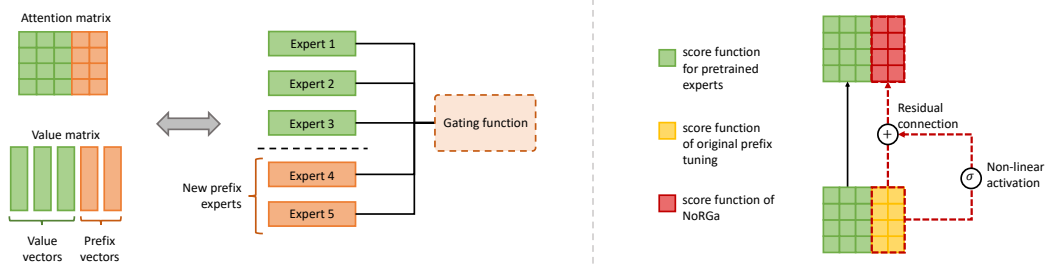 Attention matrix
Value matrix
Value
vectors
Prefix
vectors
Expert 1
Expert 2
Expert 3
Expert 4
Expert 5
New prefix
experts
Gating function
score function
for pretrained
experts
score function
of original prefix
tuning
score function of
NoRGa
Residual
connection
+
σ
Non-linear
activation